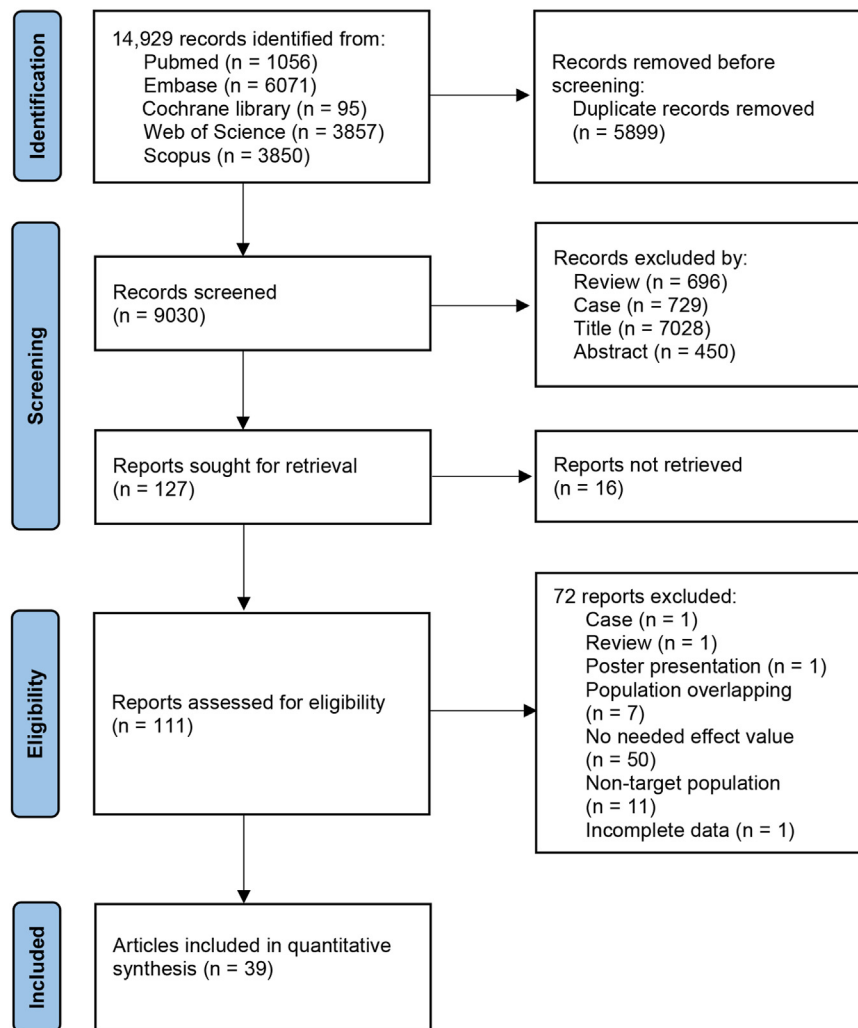 Identification
14,929 records identified from:
Pubmed (n = 1056)
Embase (n = 6071)
Cochrane library (n = 95)
Web of Science (n = 3857)
Scopus (n = 3850)
Records removed before
screening:
Duplicate records removed
(n = 5899)
Screening
Records screened
(n = 9030)
Records excluded by:
Review (n = 696)
Case (n = 729)
Title (n = 7028)
Abstract (n = 450)
Reports sought for retrieval
(n = 127)
Reports not retrieved
(n = 16)
Eligibility
Reports assessed for eligibility
(n = 111)
72 reports excluded:
Case (n = 1)
Review (n = 1)
Poster presentation (n = 1)
Population overlapping
(n = 7)
No needed effect value
(n = 50)
Non-target population
(n = 11)
Incomplete data (n = 1)
Included
Articles included in quantitative
synthesis (n = 39)